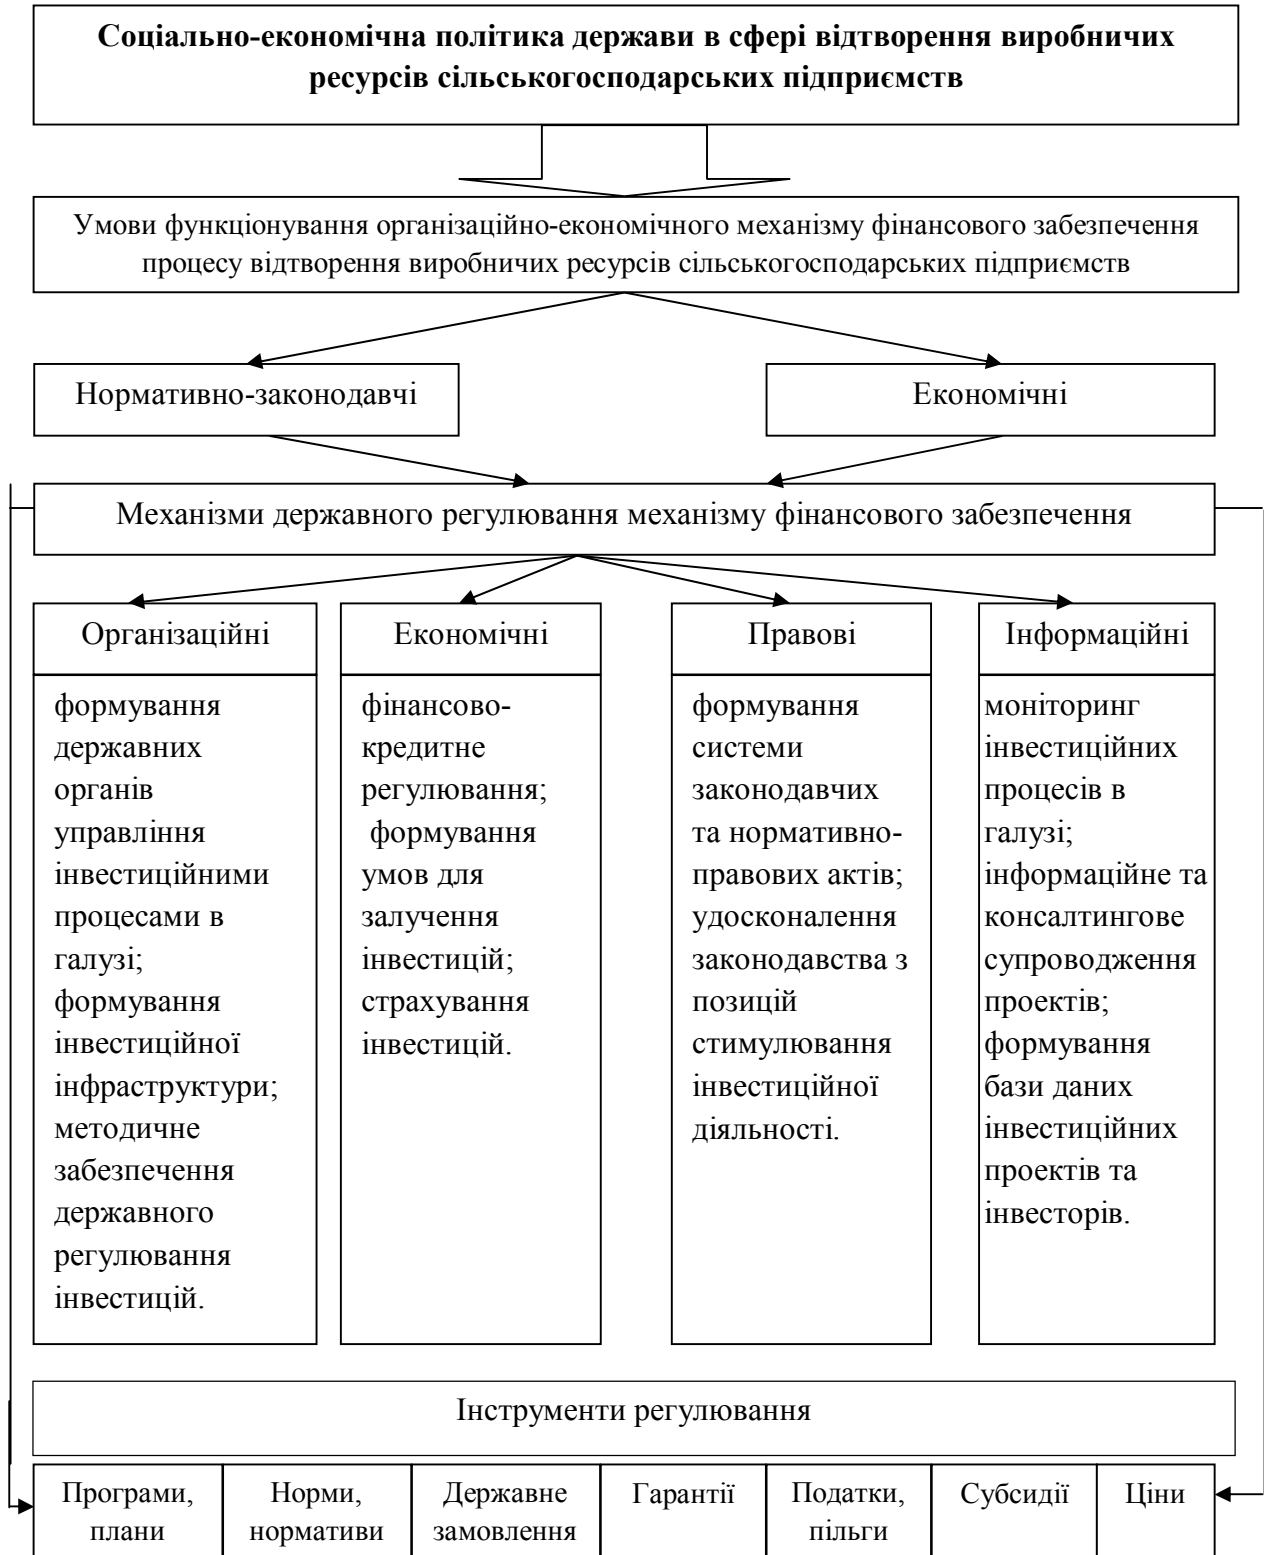 Соціально-економічна політика держави в сфері відтворення виробничих
ресурсів сільськогосподарських підприємств
Умови функціонування організаційно-економічного механізму фінансового забезпечення
процесу відтворення виробничих ресурсів сільськогосподарських підприємств
Нормативно-законодавчі
Економічні
Механізми державного регулювання механізму фінансового забезпечення
Організаційні
формування
державних
органів
управління
інвестиційними
процесами в
галузі;
формування
інвестиційної
інфраструктури;
методичне
забезпечення
державного
регулювання
інвестицій.
Економічні
фінансово-
кредитне
регулювання;
формування
умов для
залучення
інвестицій;
страхування
інвестицій.
Правові
формування
системи
законодавчих
та нормативно-
правових актів;
удосконалення
законодавства з
позицій
стимулювання
інвестиційної
діяльності.
Інформаційні
моніторинг
інвестиційних
процесів в
галузі;
інформаційне та
консалтингове
супроводження
проектів;
формування
бази даних
інвестиційних
проектів та
інвесторів.
Інструменти регулювання
Програми,
плани
Норми,
нормативи
Державне
замовлення
Гарантії
Податки,
пільги
Субсидії
Ціни